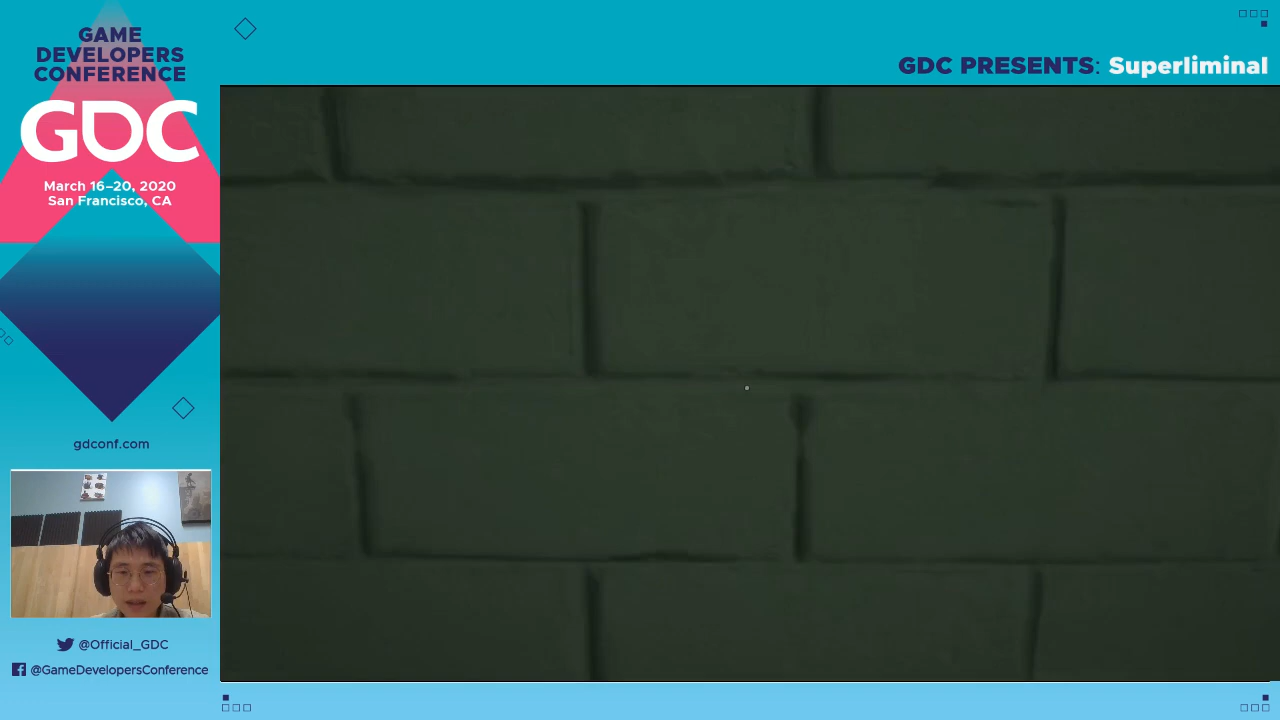 GAME
DEVELOPERS
CONFERENCE
GDC
March 16–20, 2020
San Francisco, CA
gdconf.com
@Official_GDC
@GameDevelopersConference
GDC PRESENTS: Superliminal